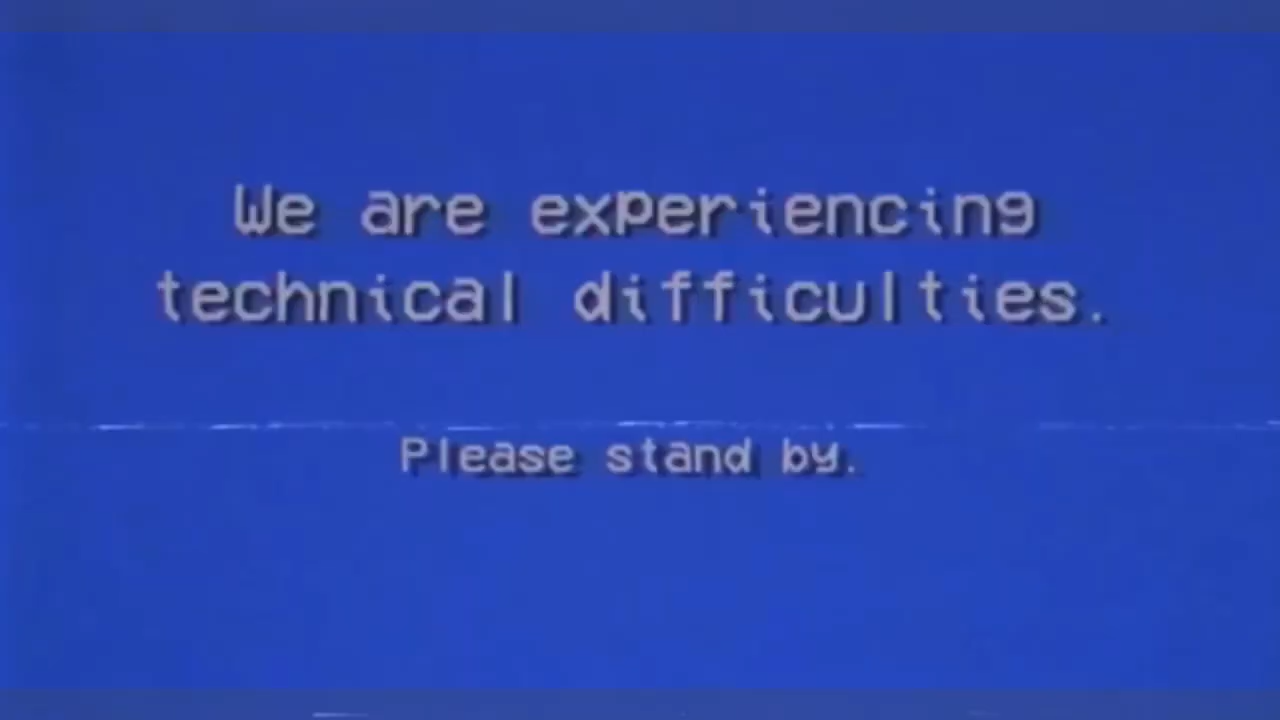 We are experiencing
technical difficulties.
Please stand by.